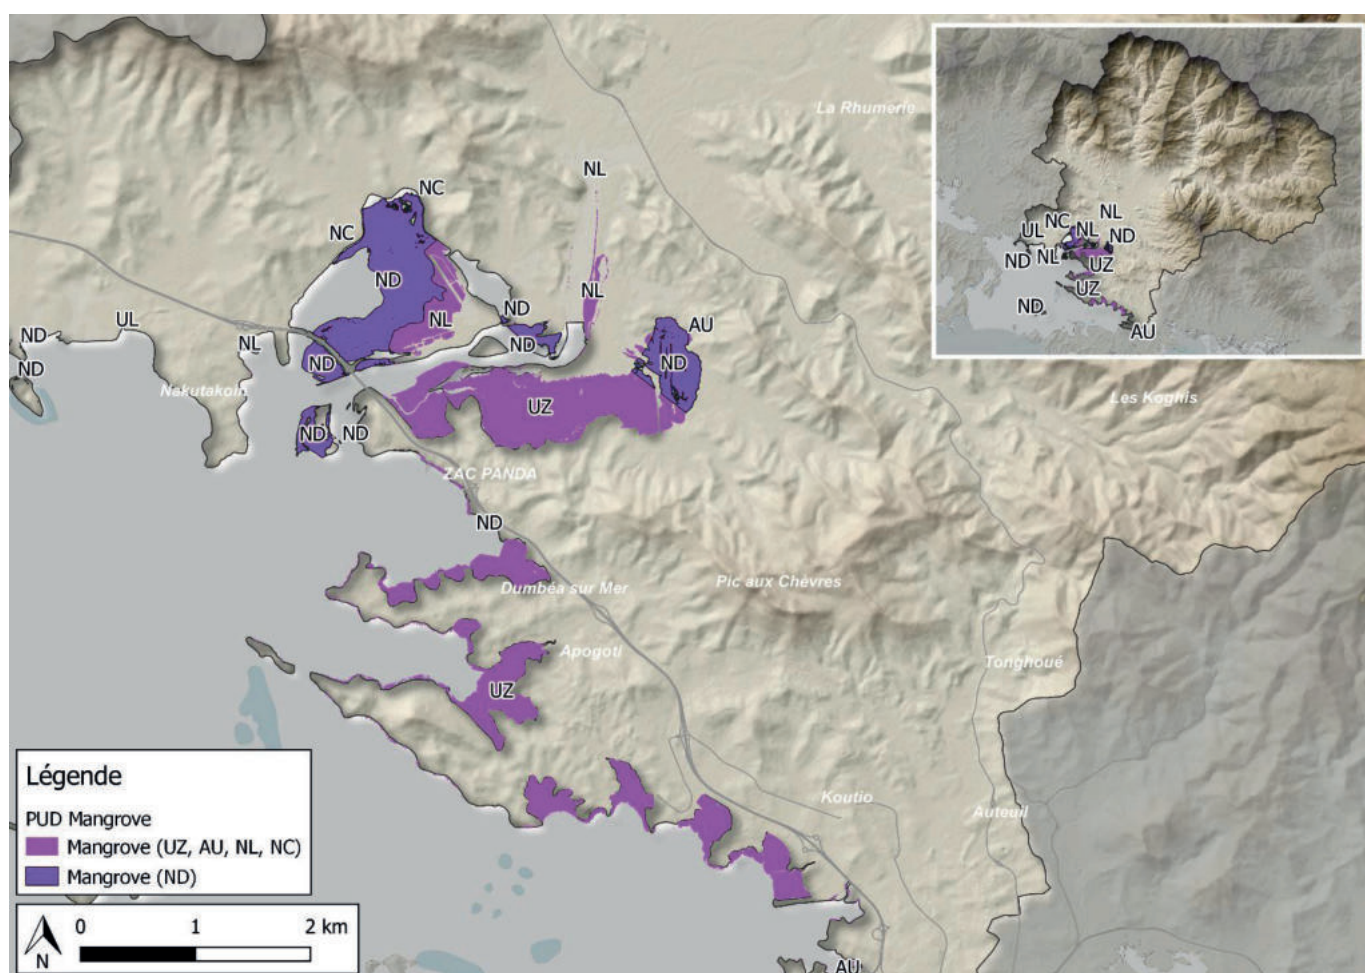 La Rhumerie
NL
NC
NC
ND
NL
NL
ND
ND
AU
ND
ND
UL
NL
ND
ND
Nakutakoin
UZ
ND
ND
ZAC PANDA
ND
Les Koghis
Dumbéa sur Mer
Pic aux Chèvres
Apogoti
Tonghoué
UZ
Koutio
Auteuil
AU
NL
NC
UL
NL
ND
ND
NL
UZ
UZ
ND
AU
Légende
PUD Mangrove
Mangrove (UZ, AU, NL, NC)
Mangrove (ND)
0 1 2 km
N